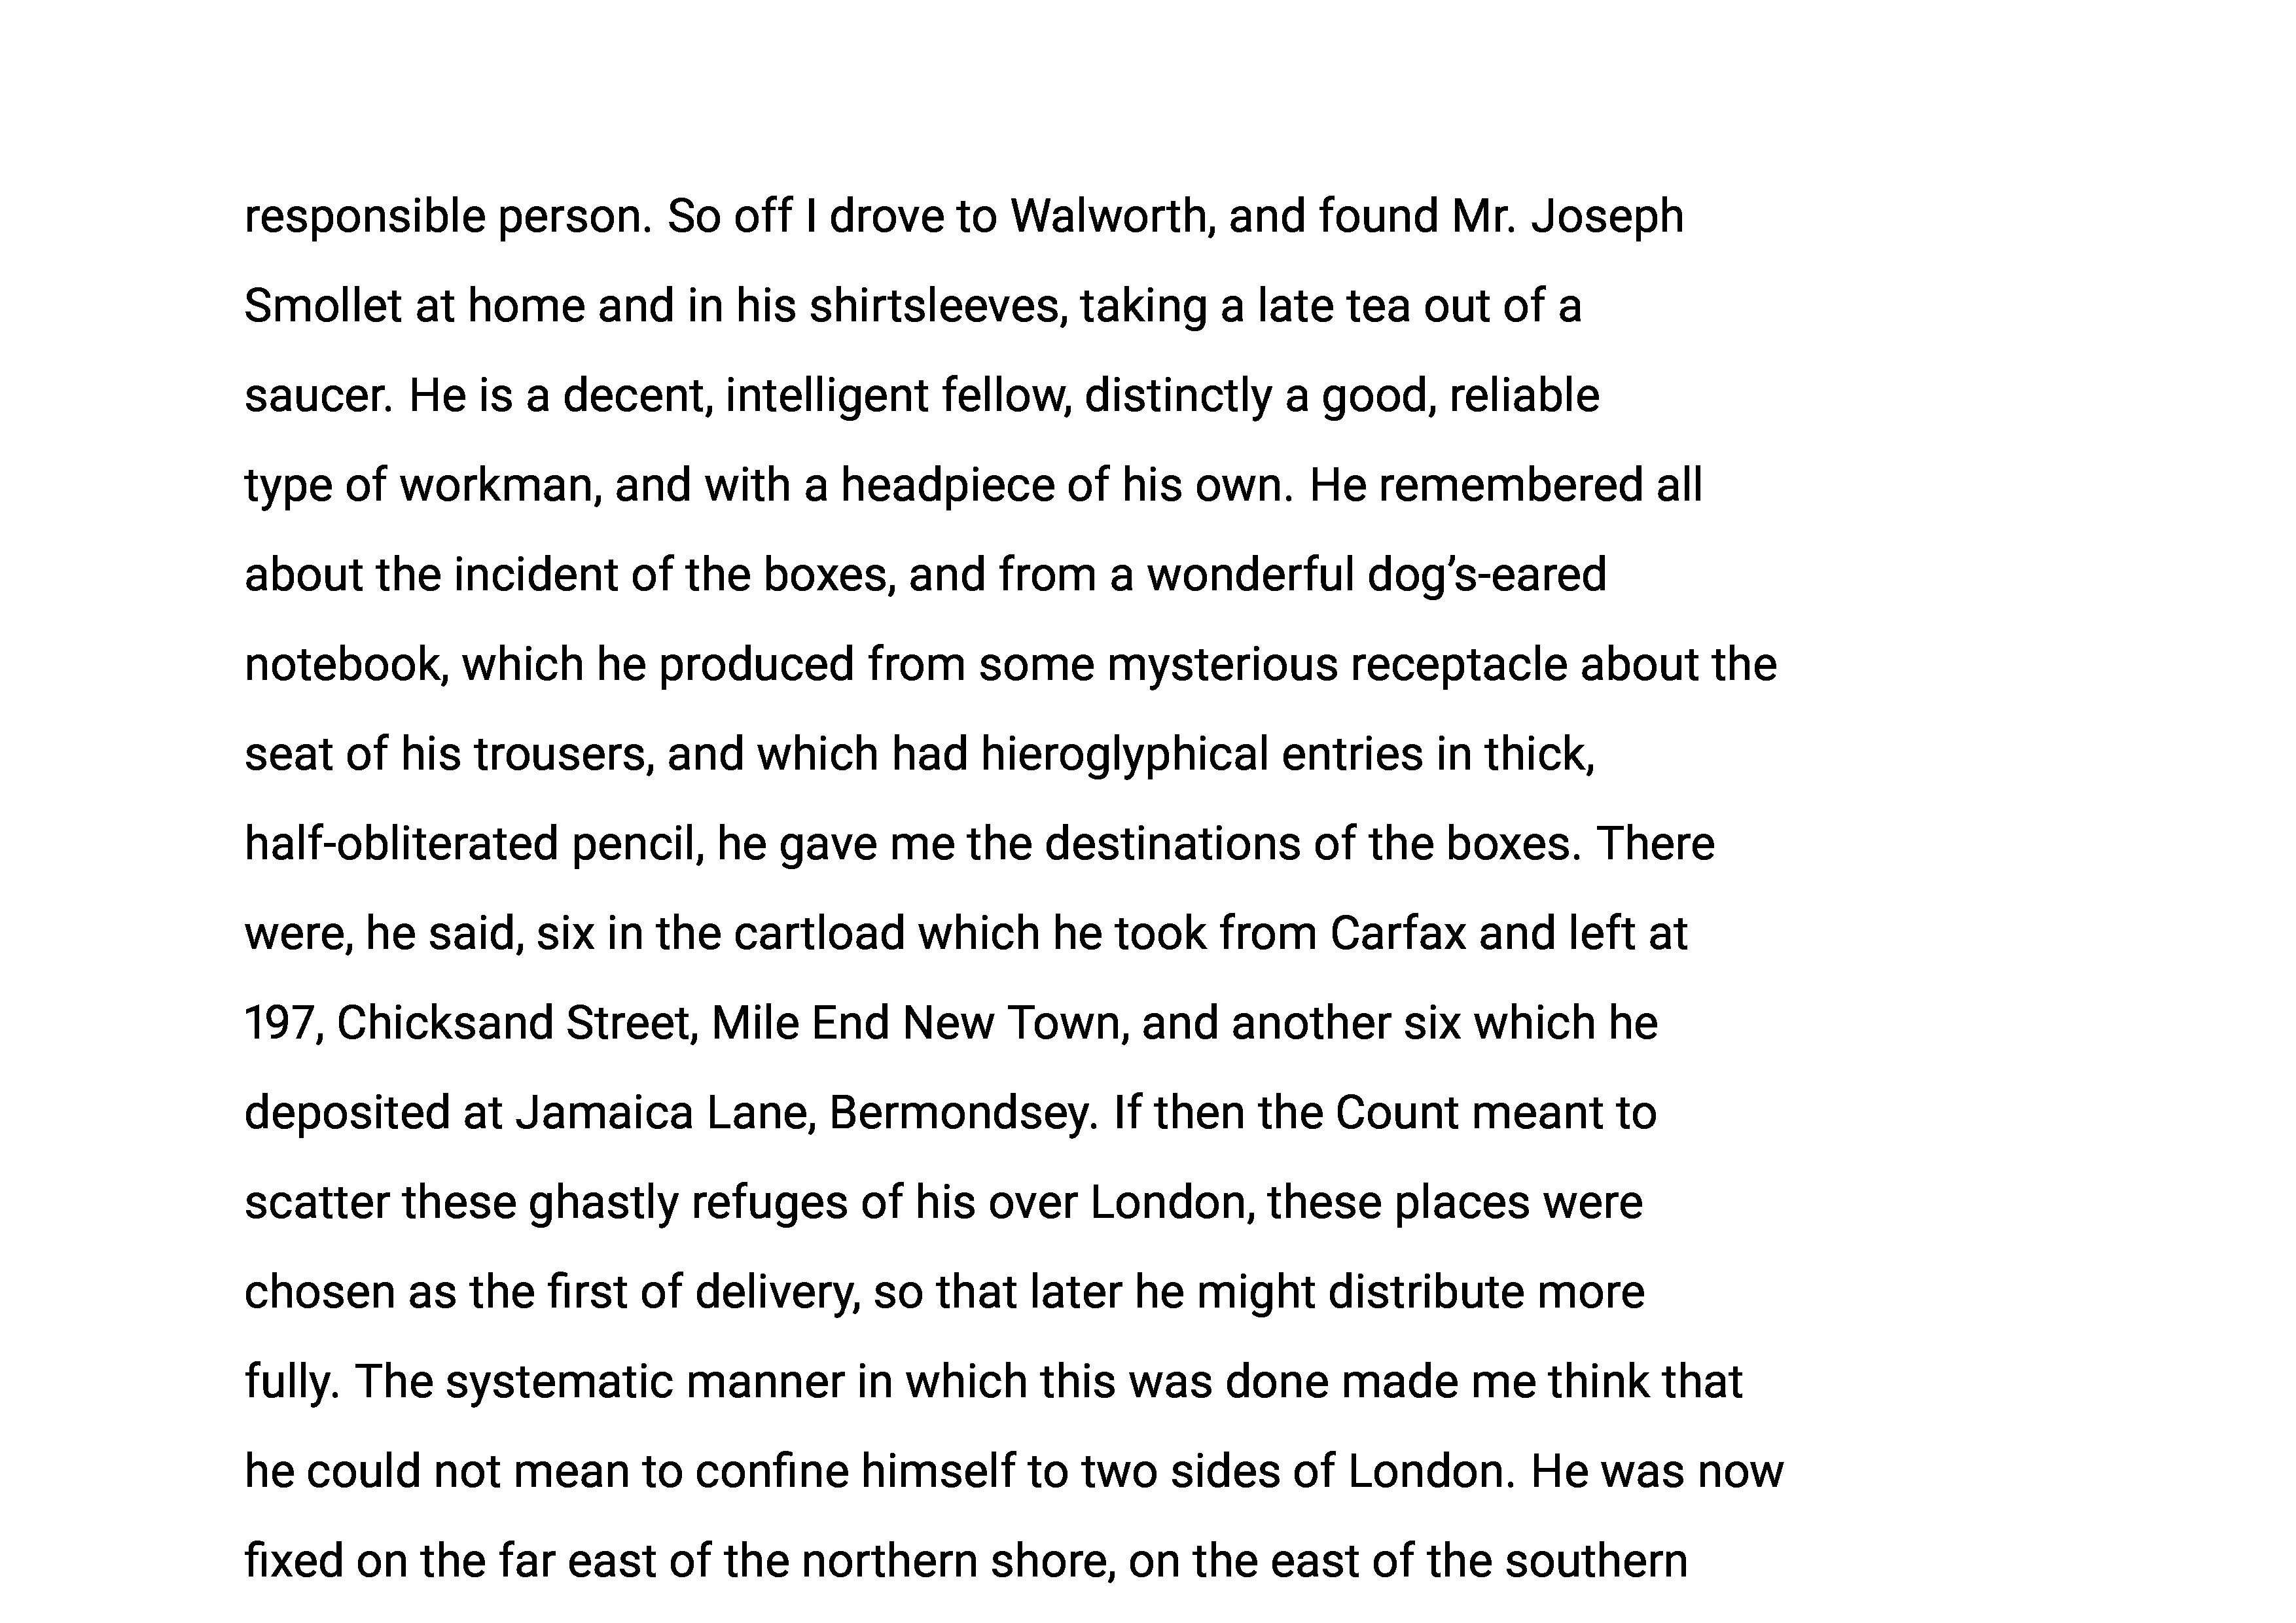 responsible person. So off I drove to Walworth, and found Mr. Joseph
Smollet at home and in his shirtsleeves, taking a late tea out of a
saucer. He is a decent, intelligent fellow, distinctly a good, reliable
type of workman, and with a headpiece of his own. He remembered all
about the incident of the boxes, and from a wonderful dog’s-eared
notebook, which he produced from some mysterious receptacle about the
seat of his trousers, and which had hieroglyphical entries in thick,
half-obliterated pencil, he gave me the destinations of the boxes. There
were, he said, six in the cartload which he took from Carfax and left at
197, Chicksand Street, Mile End New Town, and another six which he
deposited at Jamaica Lane, Bermondsey. If then the Count meant to
scatter these ghastly refuges of his over London, these places were
chosen as the first of delivery, so that later he might distribute more
fully. The systematic manner in which this was done made me think that
he could not mean to confine himself to two sides of London. He was now
fixed on the far east of the northern shore, on the east of the southern